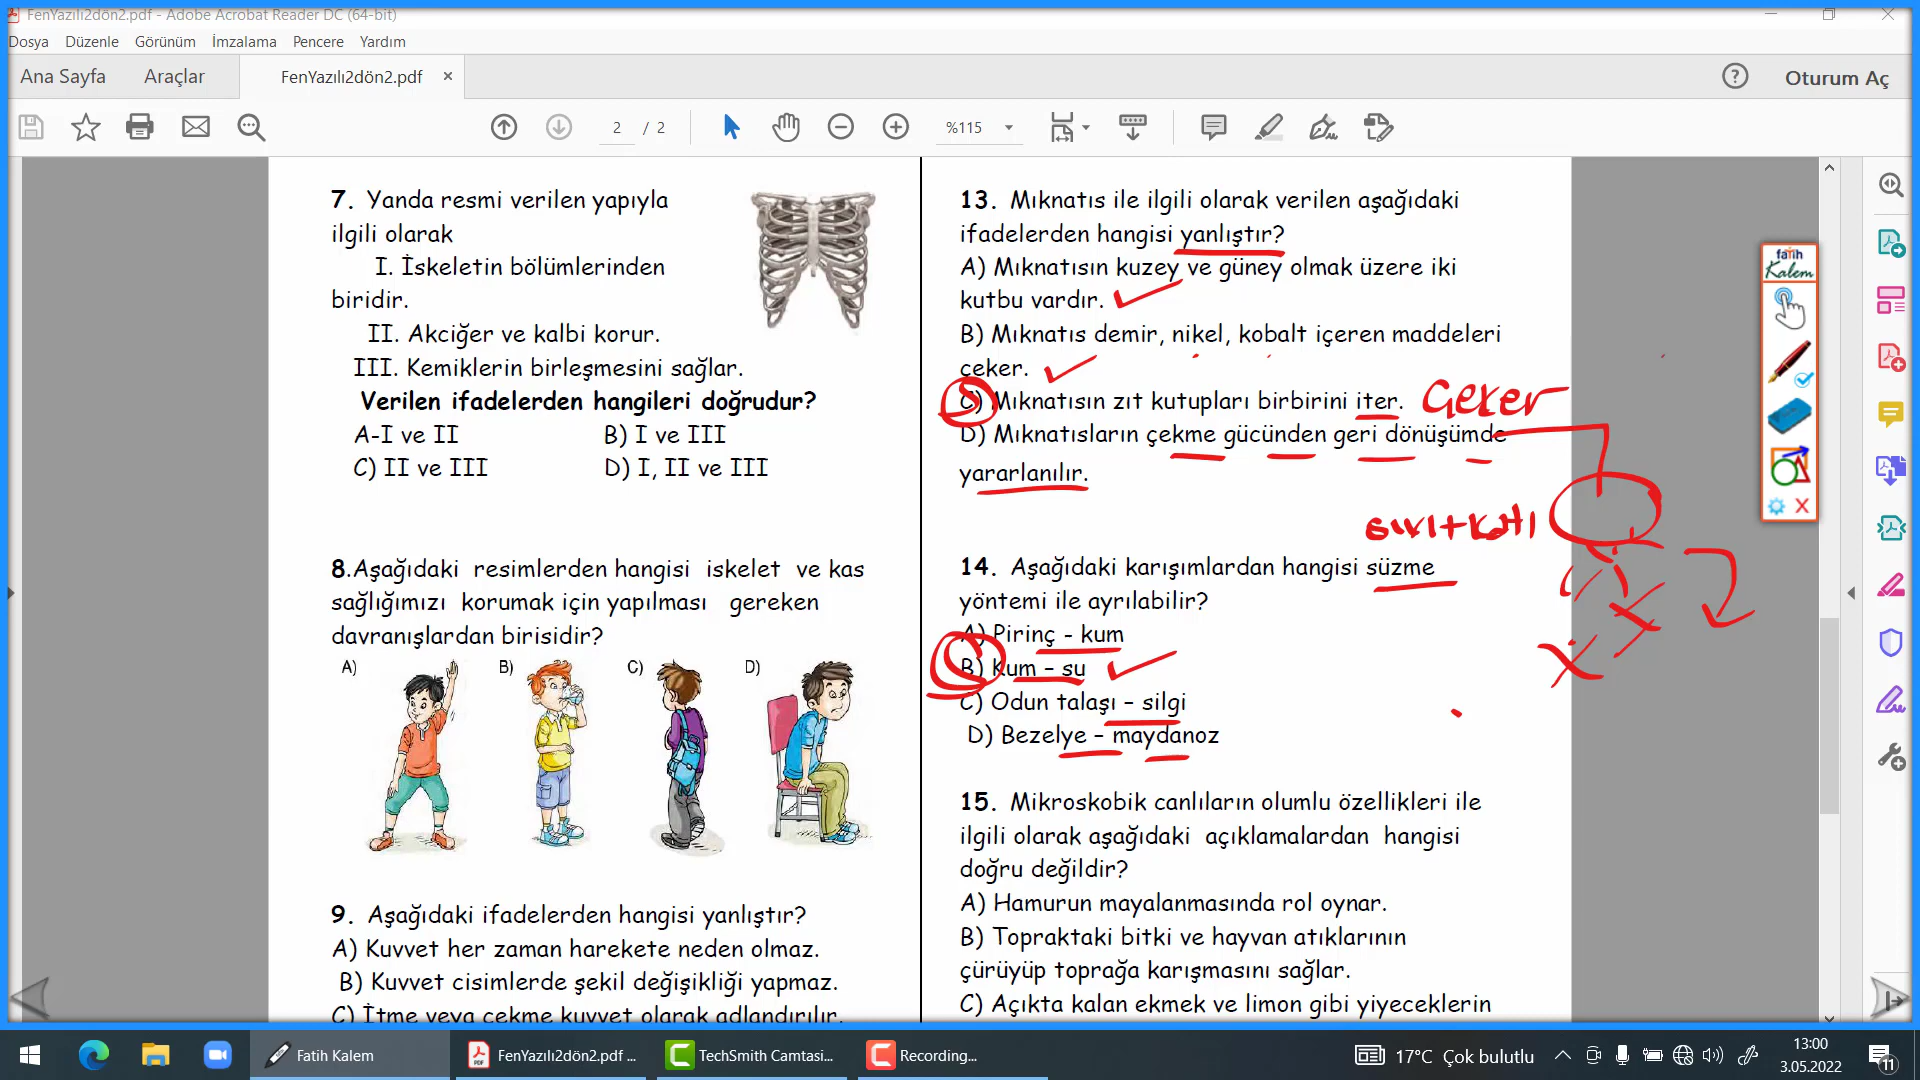 FenYazılı2dön2.pdf - Adobe Acrobat Reader DC (64-bit)
Dosya Düzenle Görünüm İmzalama Pencere Yardım
Ana Sayfa Araçlar FenYazılı2dön2.pdf × Oturum Aç
2 / 2 %115
7. Yanda resmi verilen yapıyla
ilgili olarak
I. İskeletin bölümlerinden
biridir.
II. Akciğer ve kalbi korur.
III. Kemiklerin birleşmesini sağlar.
Verilen ifadelerden hangileri doğrudur?
A-I ve II B) I ve III
C) II ve III D) I, II ve III
8.Aşağıdaki resimlerden hangisi iskelet ve kas
sağlığımızı korumak için yapılması gereken
davranışlardan birisidir?
A) B) C) D)
9. Aşağıdaki ifadelerden hangisi yanlıştır?
A) Kuvvet her zaman harekete neden olmaz.
B) Kuvvet cisimlerde şekil değişikliği yapmaz.
C) İtme veya çekme kuvvet olarak adlandırılır.
13. Mıknatıs ile ilgili olarak verilen aşağıdaki
ifadelerden hangisi yanlıştır?
A) Mıknatısın kuzey ve güney olmak üzere iki
kutbu vardır.
B) Mıknatıs demir, nikel, kobalt içeren maddeleri
çeker.
C) Mıknatısın zıt kutupları birbirini iter. Çeker
D) Mıknatısların çekme gücünden geri dönüşümde
yararlanılır.
sıvı+katı
14. Aşağıdaki karışımlardan hangisi süzme
yöntemi ile ayrılabilir?
A) Pirinç - kum
B) Kum – su
C) Odun talaşı – silgi
D) Bezelye – maydanoz
15. Mikroskobik canlıların olumlu özellikleri ile
ilgili olarak aşağıdaki açıklamalardan hangisi
doğru değildir?
A) Hamurun mayalanmasında rol oynar.
B) Topraktaki bitki ve hayvan atıklarının
çürüyüp toprağa karışmasını sağlar.
C) Açıkta kalan ekmek ve limon gibi yiyeceklerin
fatih
Kalem
Fatih Kalem FenYazılı2dön2.pdf ... TechSmith Camtasi... Recording...
17°C Çok bulutlu 13:00
3.05.2022
11